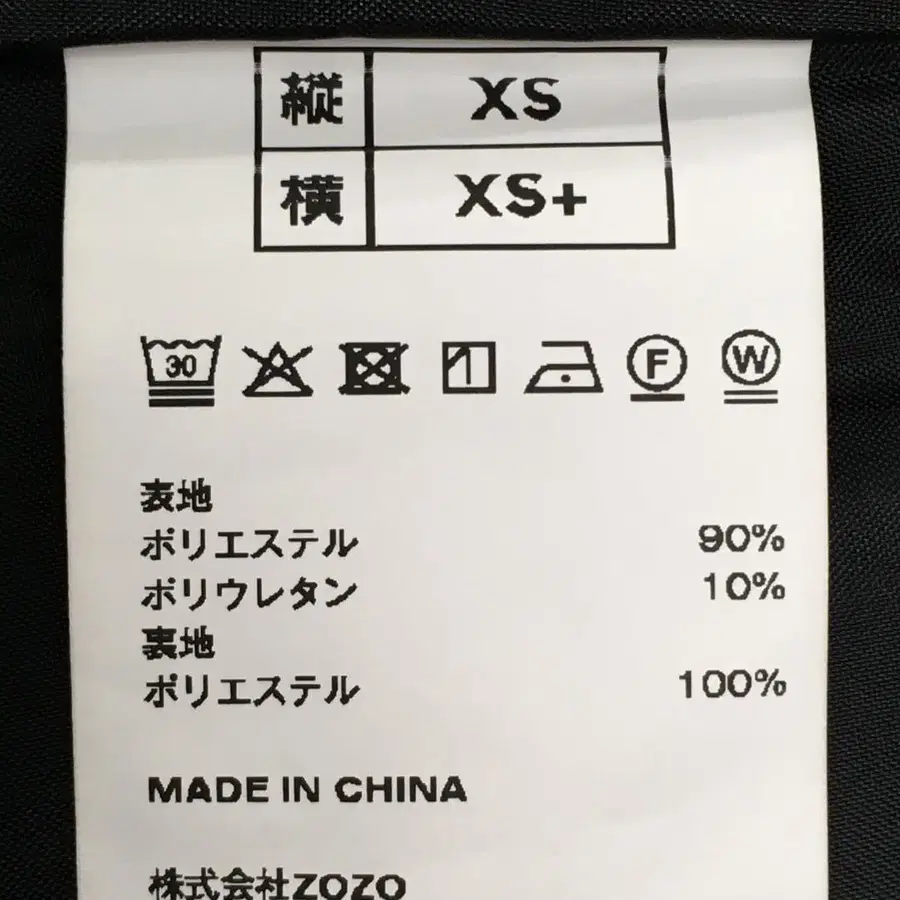 縦 XS
横 XS+
30 F W
表地
ポリエステル 90%
ポリウレタン 10%
裏地
ポリエステル 100%
MADE IN CHINA
株式会社ZOZO